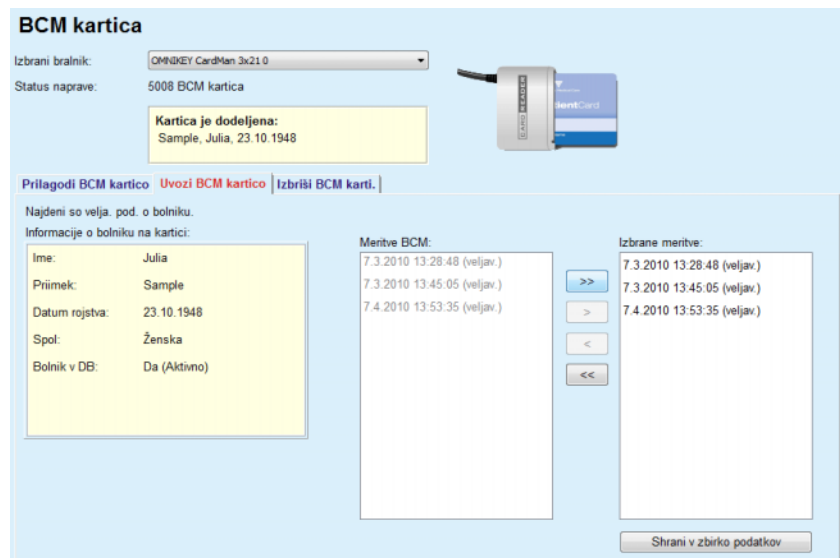 BCM kartica
Izbrani bralnik: OMNIKEY CardMan 3x21 0
Status naprave: 5008 BCM kartica
Kartica je dodeljena:
Sample, Julia, 23.10.1948
CARD READER
tientCard
Prilagodi BCM kartico Uvozi BCM kartico Izbriši BCM karti.
Najdeni so velja. pod. o bolniku.
Informacije o bolniku na kartici:
Ime: Julia
Priimek: Sample
Datum rojstva: 23.10.1948
Spol: Ženska
Bolnik v DB: Da (Aktivno)
Meritve BCM:
7.3.2010 13:28:48 (veljav.)
7.3.2010 13:45:05 (veljav.)
7.4.2010 13:53:35 (veljav.)
>>
>
<
<<
Izbrane meritve:
7.3.2010 13:28:48 (veljav.)
7.3.2010 13:45:05 (veljav.)
7.4.2010 13:53:35 (veljav.)
Shrani v zbirko podatkov